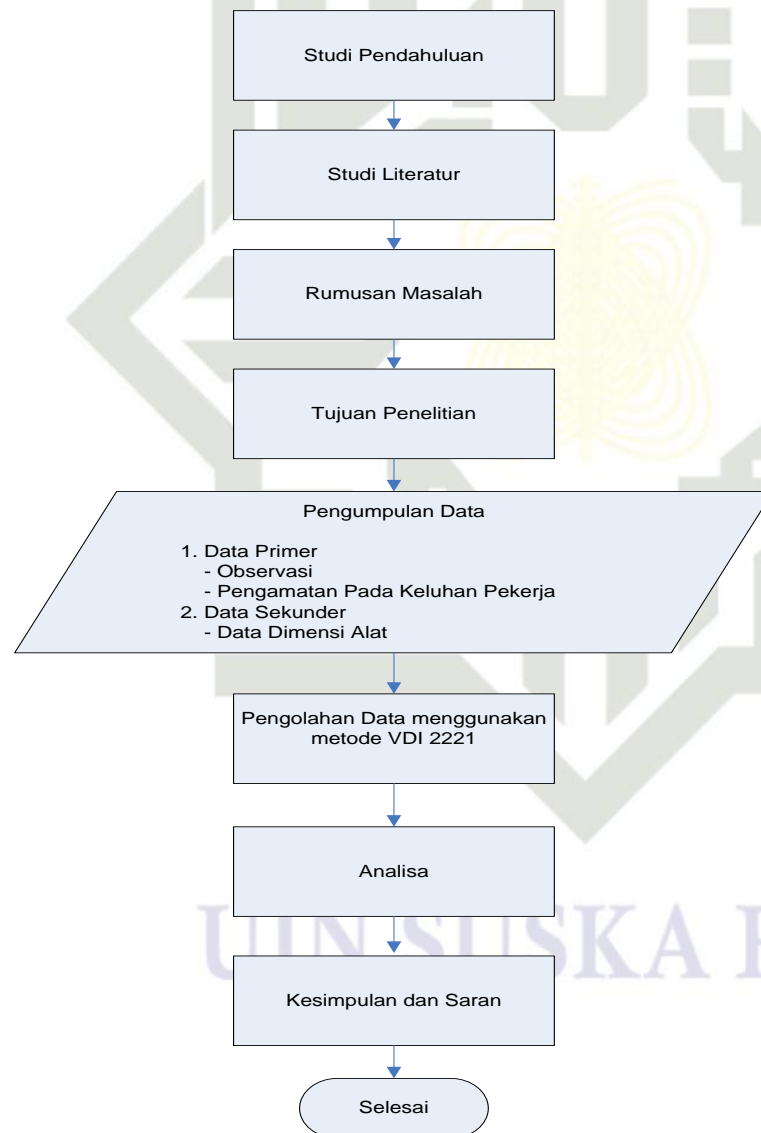 Studi Pendahuluan
Studi Literatur
Rumusan Masalah
Tujuan Penelitian
Pengumpulan Data
1. Data Primer
- Observasi
- Pengamatan Pada Keluhan Pekerja
2. Data Sekunder
- Data Dimensi Alat
Pengolahan Data menggunakan
metode VDI 2221
Analisa
UIN SUSKA
Kesimpulan dan Saran
Selesai